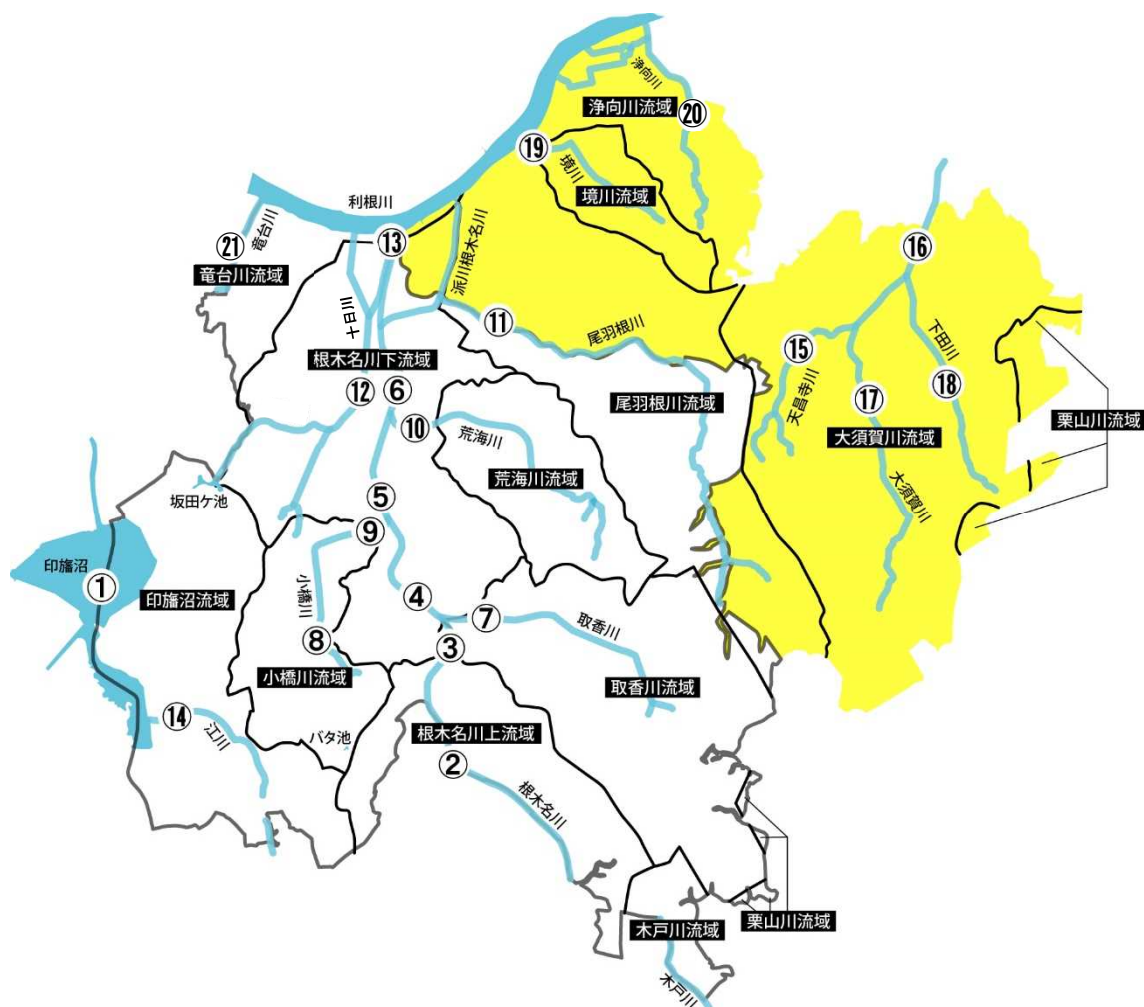 浄向川
浄向川流域
⑳
⑲
境川
境川流域
利根川
竜台川
㉑
竜台川流域
⑬
派川根木名川
⑯
十日川
⑪
尾羽根川
⑮
下田川
根木名川下流域
天昌寺川
⑫
⑥
⑰
⑱
尾羽根川流域
大須賀川流域
栗山川流域
⑩
荒海川
荒海川流域
大須賀川
坂田ケ池
⑤
⑨
印旛沼
①
印旛沼流域
小橋川
④
⑦
取香川
⑧
③
小橋川流域
取香川流域
⑭
江川
バタ池
根木名川上流域
②
根木名川
木戸川流域
栗山川流域
木戸川